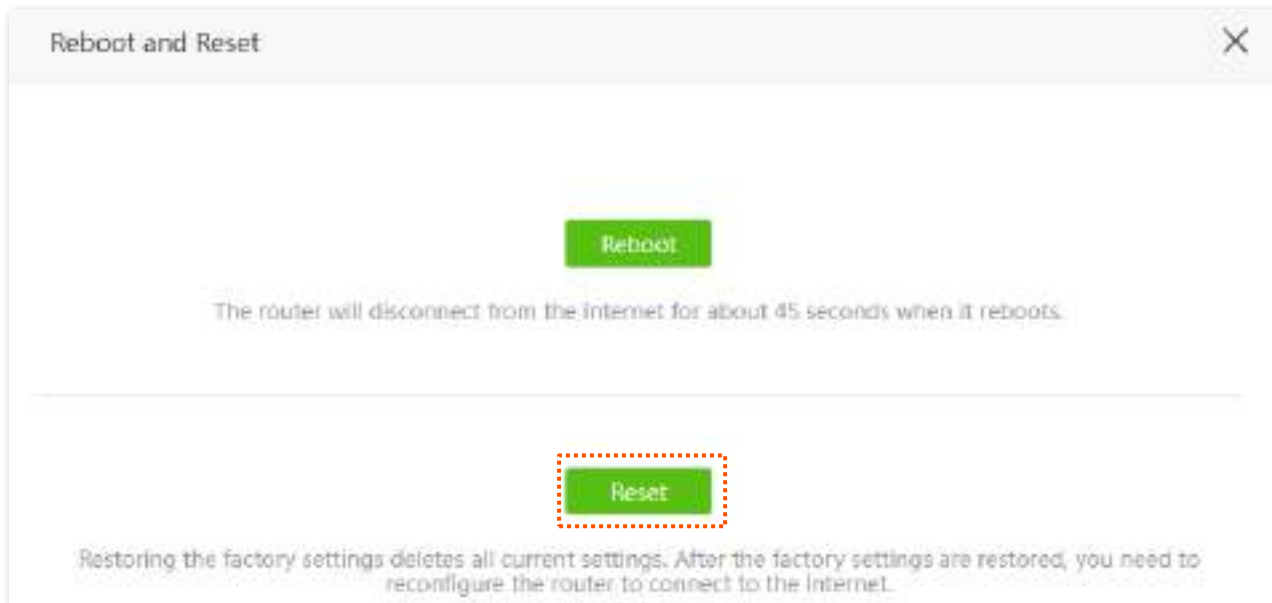 Reboot and Reset
Reboot
The router will disconnect from the Internet for about 45 seconds when it reboots.
Reset
Restoring the factory settings deletes all current settings. After the factory settings are restored, you need to
reconfigure the router to connect to the Internet.